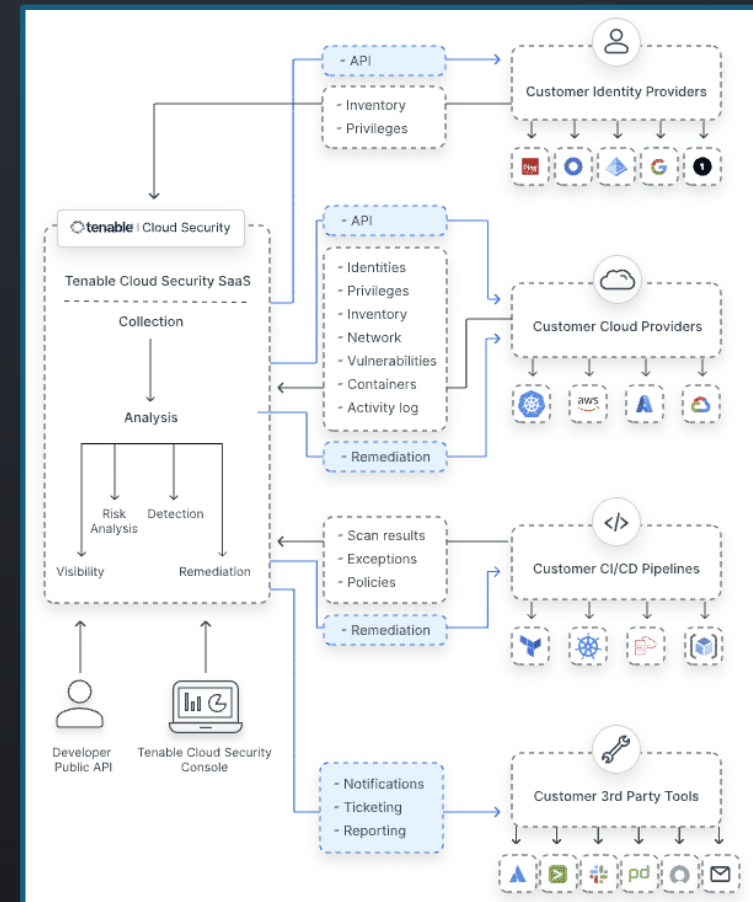 - API
Customer Identity Providers
- Inventory
- Privileges
Ping
G
1
tenable Cloud Security
- API
Tenable Cloud Security SaaS
- Identities
- Privileges
- Inventory
- Network
- Vulnerabilities
- Containers
- Activity log
Collection
Customer Cloud Providers
aws
Analysis
- Remediation
Risk
Analysis
Detection
Visibility
Remediation
- Scan results
- Exceptions
- Policies
Customer CI/CD Pipelines
</>
- Remediation
Developer
Public API
Tenable Cloud Security
Console
- Notifications
- Ticketing
- Reporting
Customer 3rd Party Tools
pd